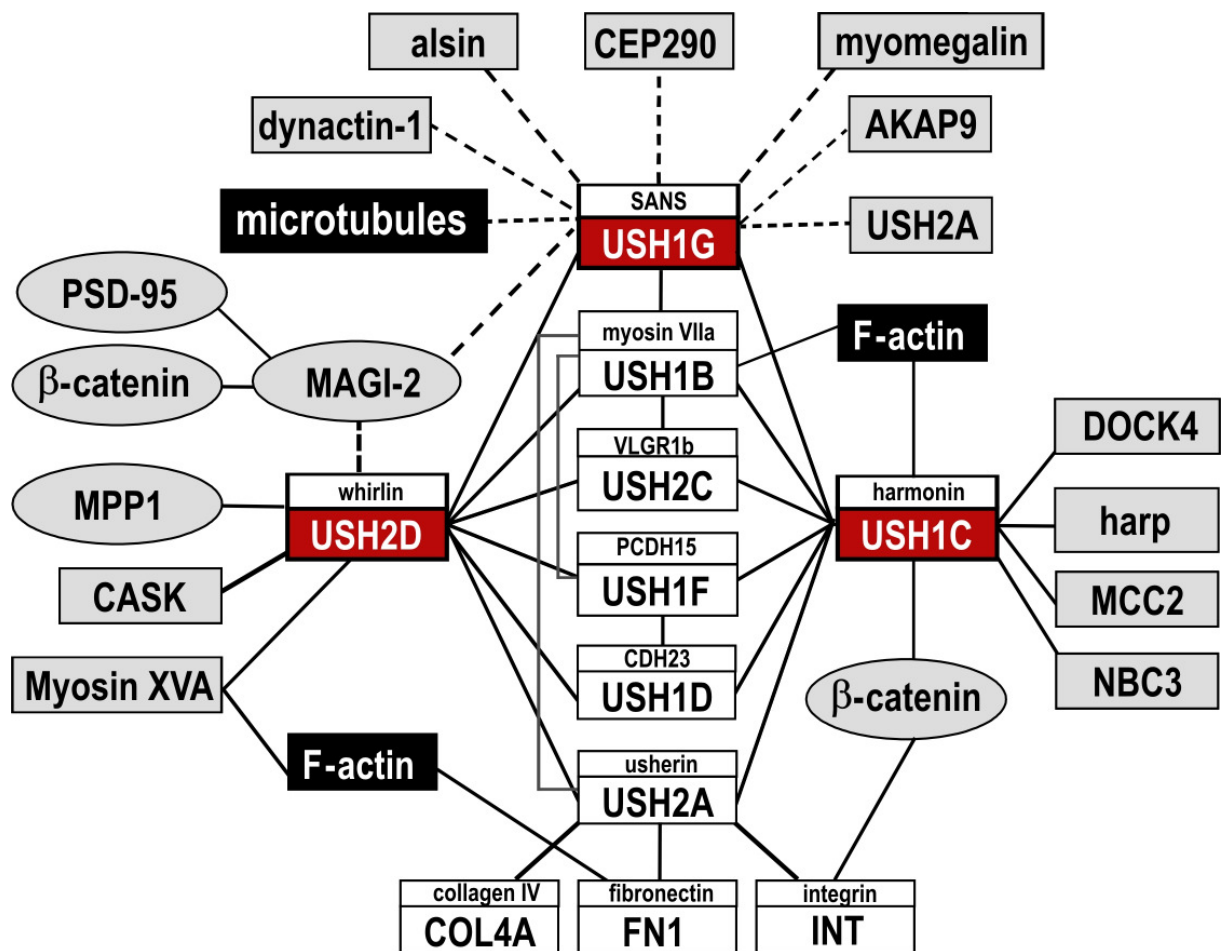 alsin
CEP290
myomegalin
dynactin-1
AKAP9
microtubules
SANS
USH1G
USH2A
PSD-95
β-catenin
MAGI-2
myosin VIIa
USH1B
F-actin
VLGR1b
USH2C
DOCK4
MPP1
whirlin
USH2D
harmonin
USH1C
harp
PCDH15
USH1F
CASK
MCC2
Myosin XVA
CDH23
USH1D
β-catenin
NBC3
F-actin
usherin
USH2A
collagen IV
COL4A
fibronectin
FN1
integrin
INT